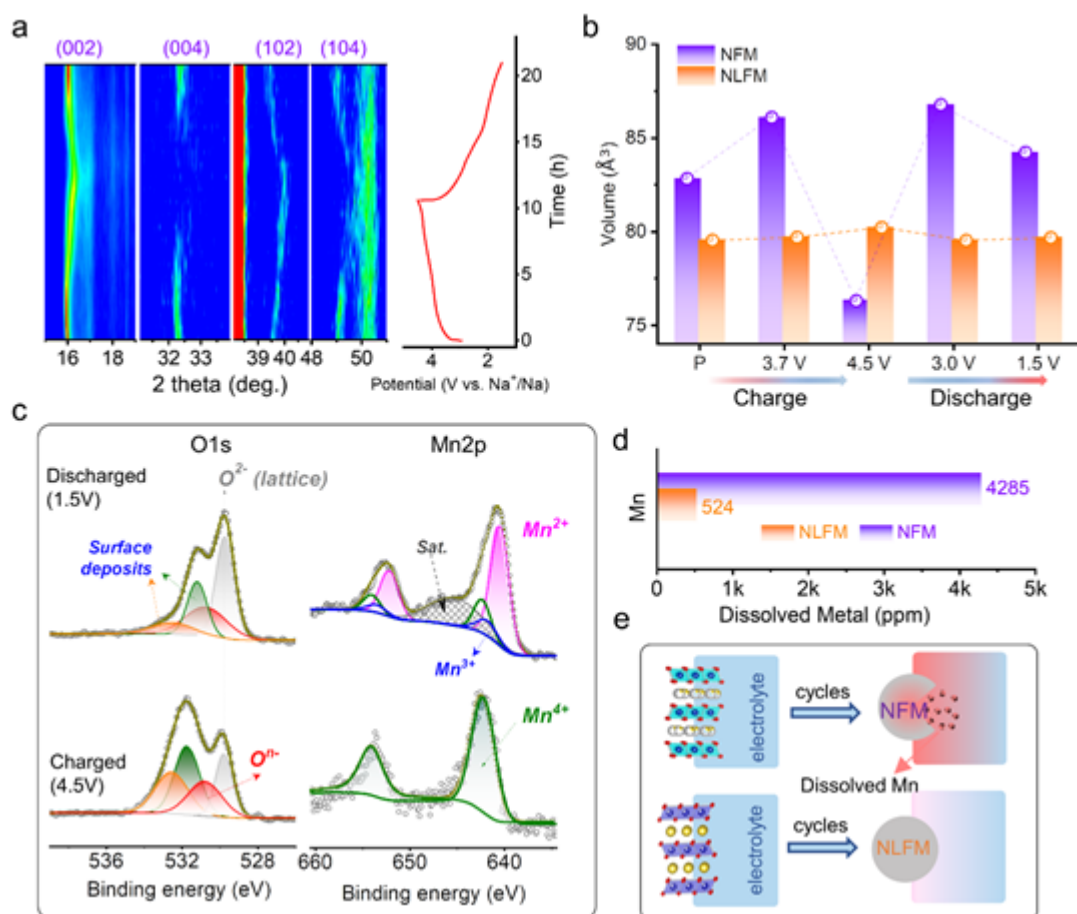 a
(002) (004) (102) (104)
20
15
10
5
0
Time (h)
16 18 32 33 39 40 48 50
4 2
2 theta (deg.)
Potential (V vs. Na⁺/Na)
b
90
85
80
75
Volume (Å³)
NFM
NLFM
P 3.7 V 4.5 V 3.0 V 1.5 V
Charge Discharge
c
O1s Mn2p
Discharged
(1.5V)
O²⁻ (lattice)
Surface
deposits
Sat.
Mn²⁺
Mn³⁺
Charged
(4.5V)
Oⁿ⁻
Mn⁴⁺
536 532 528 660 650 640
Binding energy (eV) Binding energy (eV)
d
Mn
4285
524
NLFM NFM
0 1k 2k 3k 4k 5k
Dissolved Metal (ppm)
e
electrolyte
cycles
NFM
Dissolved Mn
electrolyte
cycles
NLFM